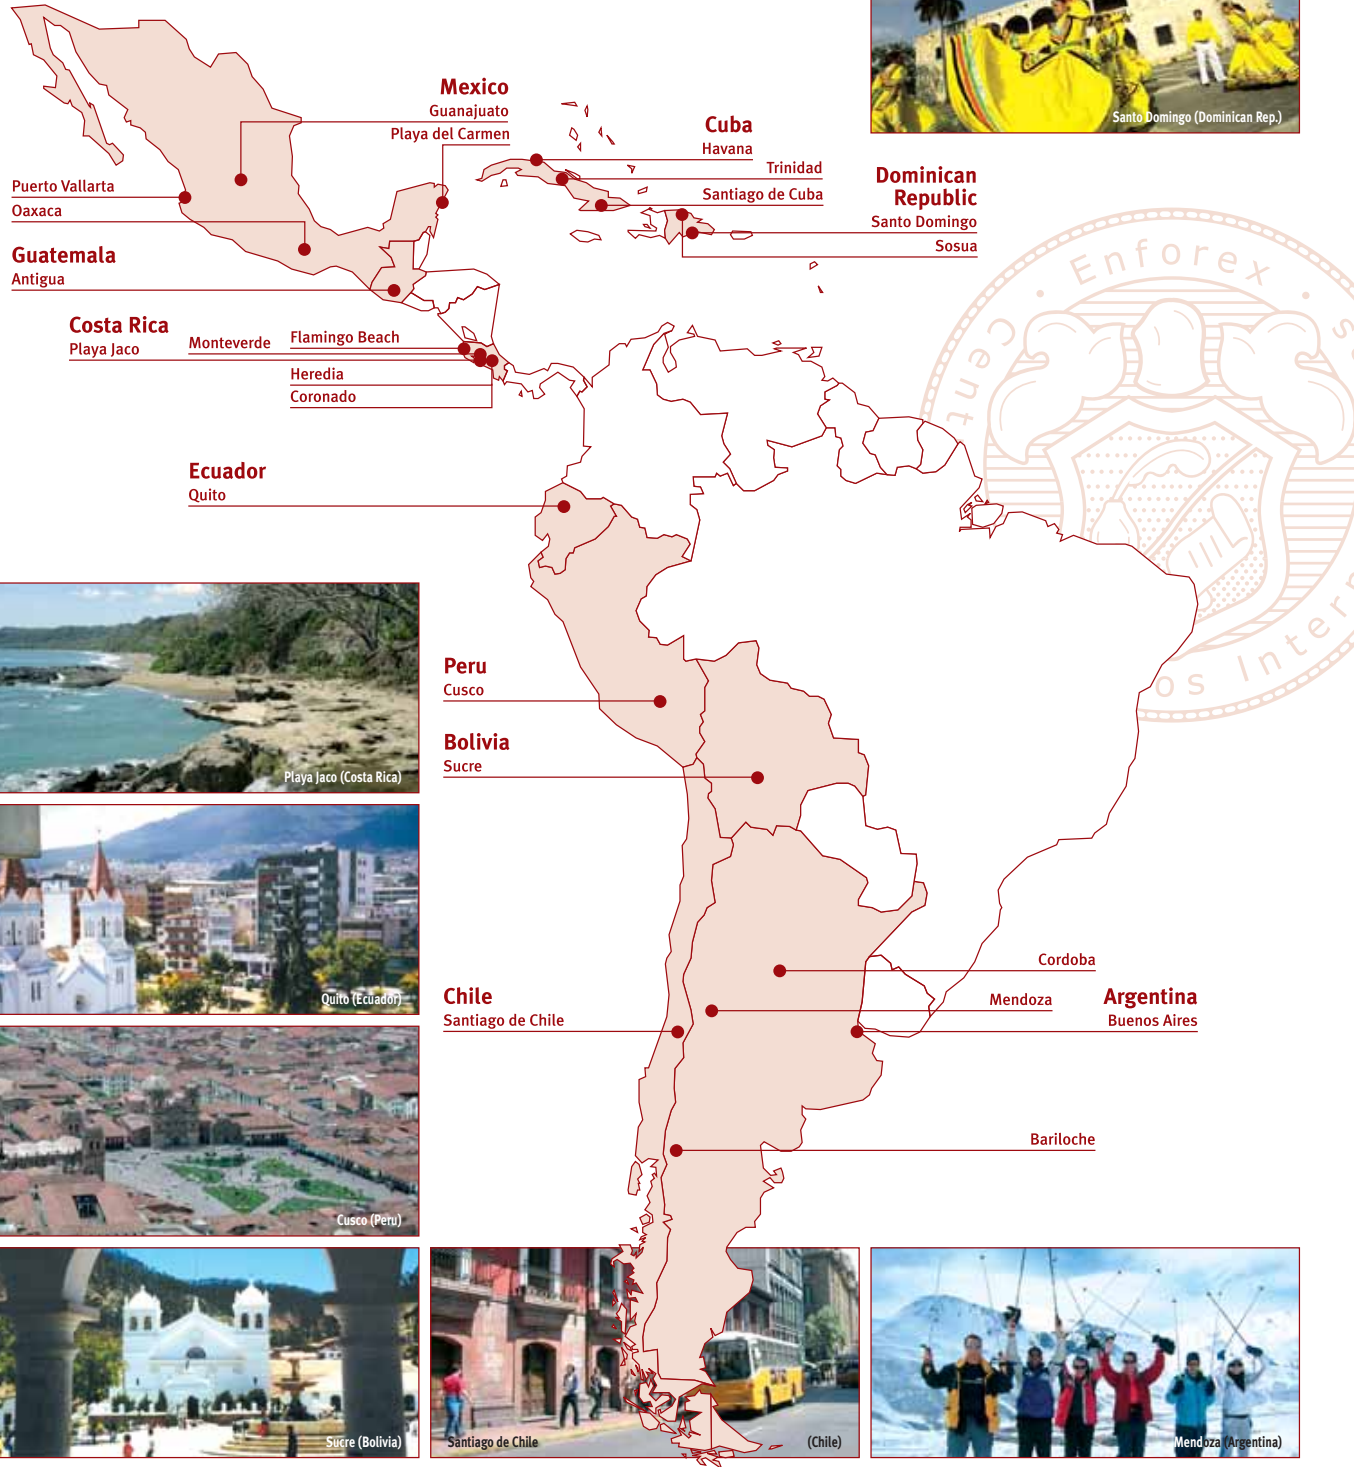 Santo Domingo (Dominican Rep.)
Mexico
Guanajuato
Playa del Carmen
Puerto Vallarta
Oaxaca
Cuba
Havana
Trinidad
Santiago de Cuba
Dominican
Republic
Santo Domingo
Sosua
Guatemala
Antigua
Costa Rica
Playa Jaco
Monteverde
Flamingo Beach
Heredia
Coronado
Enforex
Ecuador
Quito
Peru
Cusco
Bolivia
Sucre
Playa Jaco (Costa Rica)
Quito (Ecuador)
Chile
Santiago de Chile
Cordoba
Mendoza
Argentina
Buenos Aires
Bariloche
Cusco (Peru)
Sucre (Bolivia)
Santiago de Chile (Chile)
Mendoza (Argentina)